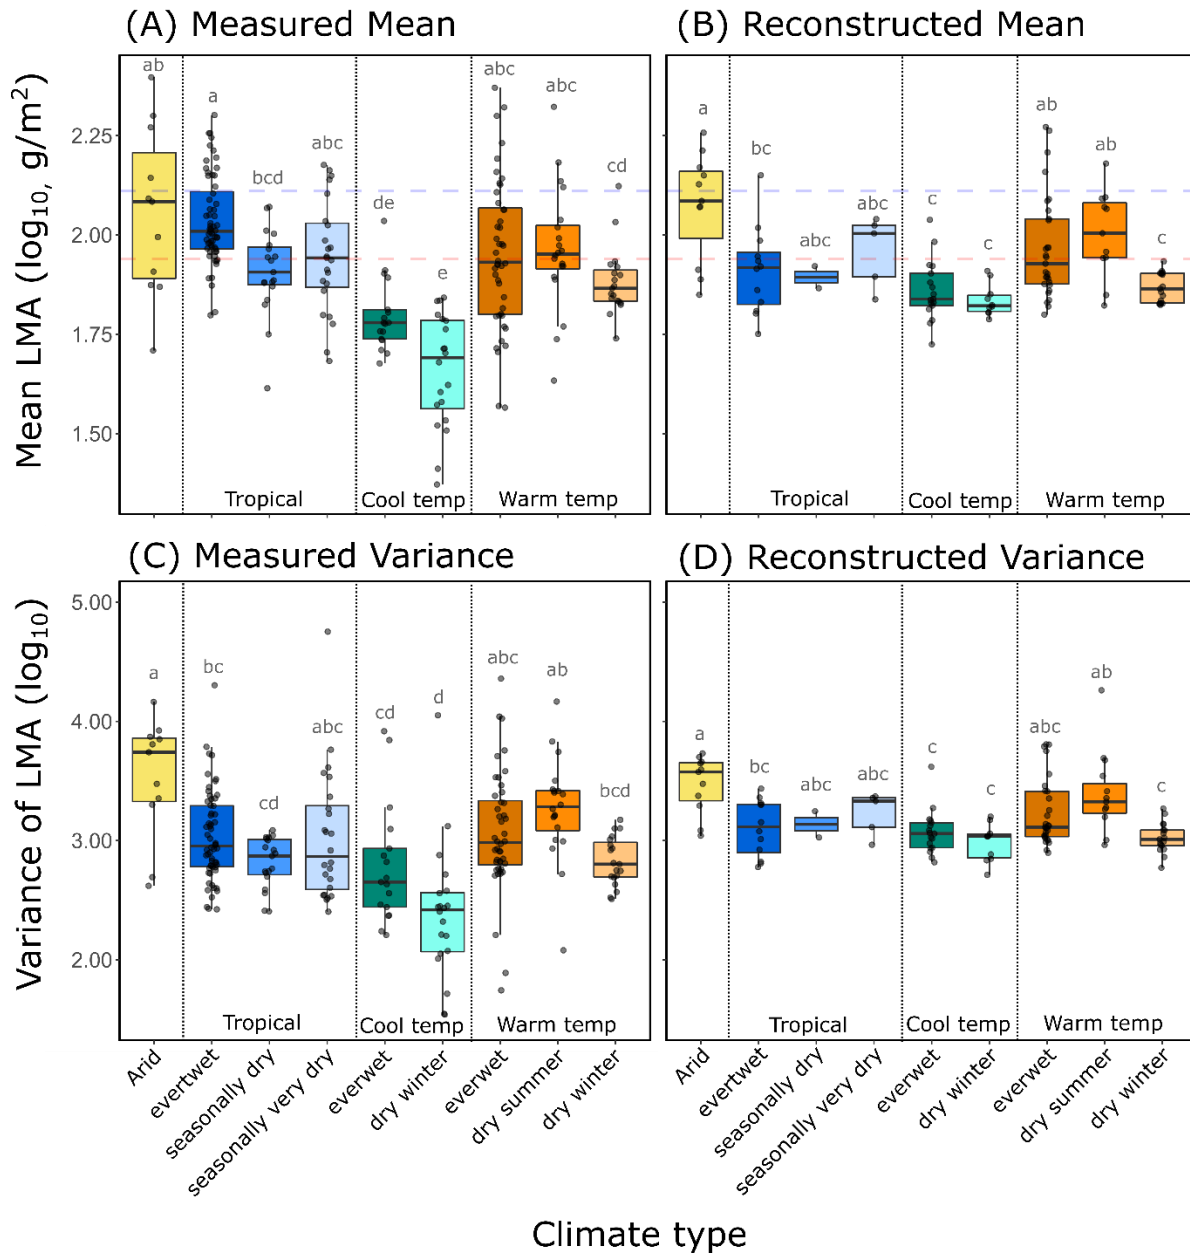 (A) Measured Mean
(B) Reconstructed Mean
Mean LMA (log10, g/m2)
2.25
2.00
1.75
1.50
ab
a
bcd
abc
de
e
abc
abc
cd
Tropical
Cool temp
Warm temp
a
bc
abc
abc
c
c
ab
ab
c
Tropical
Cool temp
Warm temp
(C) Measured Variance
(D) Reconstructed Variance
Variance of LMA (log10)
5.00
4.00
3.00
2.00
a
bc
cd
abc
cd
d
abc
ab
bcd
Tropical
Cool temp
Warm temp
a
bc
abc
abc
c
c
abc
ab
c
Tropical
Cool temp
Warm temp
Arid
evertwet
seasonally dry
seasonally very dry
everwet
dry winter
everwet
dry summer
dry winter
Arid
evertwet
seasonally dry
seasonally very dry
everwet
dry winter
everwet
dry summer
dry winter
Climate type